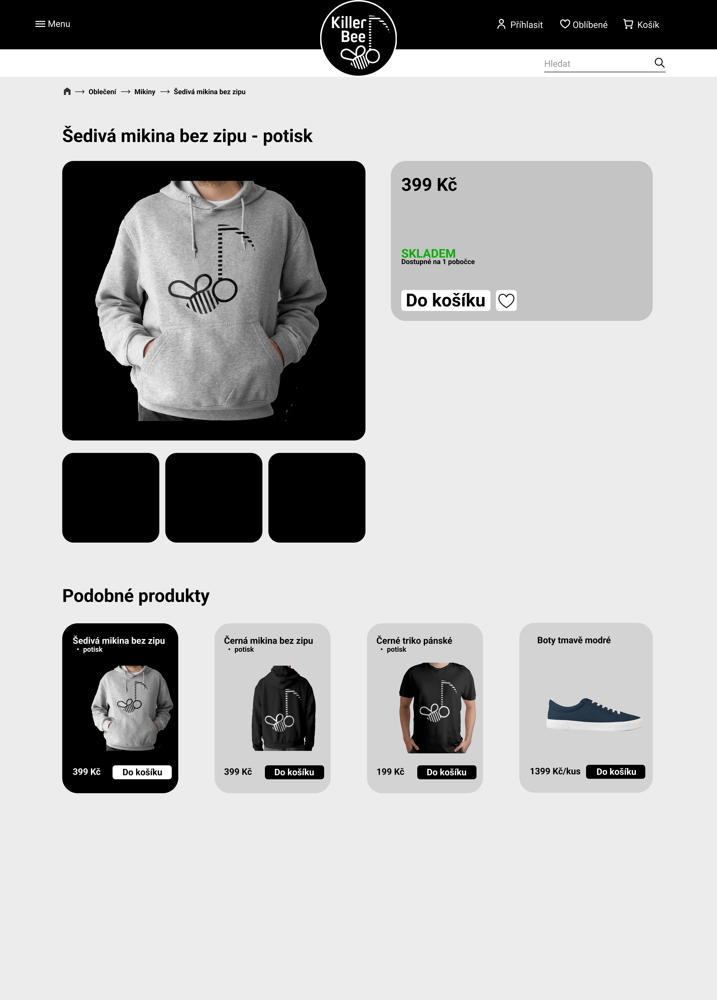 Menu
Killer
Bee
Příhlasit
Oblíbené
Košík
Hledat
Oblečení
Mikiny
Šedivá mikina bez zipu
Šedivá mikina bez zipu - potisk
399 Kč
SKLADEM
Dostupné na 1 pobočce
Do košíku
Podobné produkty
Šedivá mikina bez zipu
• potisk
399 Kč
Do košíku
Černá mikina bez zipu
• potisk
399 Kč
Do košíku
Černé triko pánské
• potisk
199 Kč
Do košíku
Boty tmavě modré
1399 Kč/kus
Do košíku